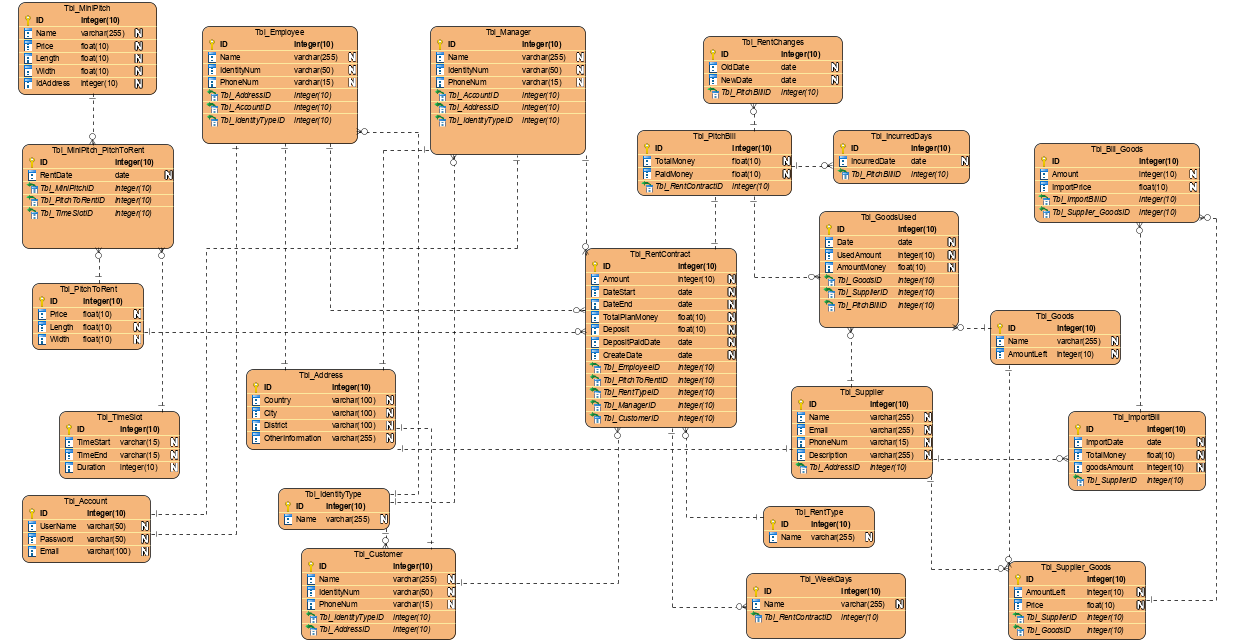 Tbl_MiniPitch
ID Integer(10)
Name varchar(255) N
Price float(10) N
Length float(10) N
Width float(10) N
IdAddress Integer(10) N
Tbl_Employee
ID Integer(10)
Name varchar(255) N
IdentityNum varchar(50) N
PhoneNum varchar(15) N
Tbl_AddressID Integer(10)
Tbl_AccountID Integer(10)
Tbl_IdentityTypeID Integer(10)
Tbl_Manager
ID Integer(10)
Name varchar(255) N
IdentityNum varchar(50) N
PhoneNum varchar(15) N
Tbl_AccountID Integer(10)
Tbl_AddressID Integer(10)
Tbl_IdentityTypeID Integer(10)
Tbl_RentChanges
ID Integer(10)
OldDate date N
NewDate date N
Tbl_PitchBillID Integer(10)
Tbl_PitchBill
ID Integer(10)
TotalMoney float(10) N
PaidMoney float(10) N
Tbl_RentContractID Integer(10)
Tbl_IncurredDays
ID Integer(10)
IncurredDate date N
Tbl_PitchBillID Integer(10)
Tbl_Bill_Goods
ID Integer(10)
Amount Integer(10) N
ImportPrice float(10) N
Tbl_ImportBillID Integer(10)
Tbl_Supplier_GoodsID Integer(10)
Tbl_MiniPitch_PitchToRent
ID Integer(10)
RentDate date N
Tbl_MiniPitchID Integer(10)
Tbl_PitchToRentID Integer(10)
Tbl_TimeSlotID Integer(10)
Tbl_GoodsUsed
ID Integer(10)
Date date N
UsedAmount Integer(10) N
AmountMoney float(10) N
Tbl_GoodsID Integer(10)
Tbl_SupplierID Integer(10)
Tbl_PitchBillID Integer(10)
Tbl_RentContract
ID Integer(10)
Amount Integer(10) N
DateStart date N
DateEnd date N
TotalPlanMoney float(10) N
Deposit float(10) N
DepositPaidDate date N
CreateDate date N
Tbl_EmployeeID Integer(10)
Tbl_PitchToRentID Integer(10)
Tbl_RentTypeID Integer(10)
Tbl_ManagerID Integer(10)
Tbl_CustomerID Integer(10)
Tbl_PitchToRent
ID Integer(10)
Price float(10) N
Length float(10) N
Width float(10) N
Tbl_Goods
ID Integer(10)
Name varchar(255) N
AmountLeft Integer(10) N
Tbl_Address
ID Integer(10)
Country varchar(100) N
City varchar(100) N
District varchar(100) N
OtherInformation varchar(255) N
Tbl_Supplier
ID Integer(10)
Name varchar(255) N
Email varchar(255) N
PhoneNum varchar(15) N
Description varchar(255) N
Tbl_AddressID Integer(10)
Tbl_TimeSlot
ID Integer(10)
TimeStart varchar(15) N
TimeEnd varchar(15) N
Duration Integer(10) N
Tbl_ImportBill
ID Integer(10)
ImportDate date N
TotalMoney float(10) N
goodsAmount Integer(10) N
Tbl_SupplierID Integer(10)
Tbl_Account
ID Integer(10)
UserName varchar(50) N
Password varchar(50) N
Email varchar(100) N
Tbl_IdentityType
ID Integer(10)
Name varchar(255) N
Tbl_RentType
ID Integer(10)
Name varchar(255) N
Tbl_Customer
ID Integer(10)
Name varchar(255) N
IdentityNum varchar(50) N
PhoneNum varchar(15) N
Tbl_IdentityTypeID Integer(10)
Tbl_AddressID Integer(10)
Tbl_WeekDays
ID Integer(10)
Name varchar(255) N
Tbl_RentContractID Integer(10)
Tbl_Supplier_Goods
ID Integer(10)
AmountLeft Integer(10) N
Price float(10) N
Tbl_SupplierID Integer(10)
Tbl_GoodsID Integer(10)